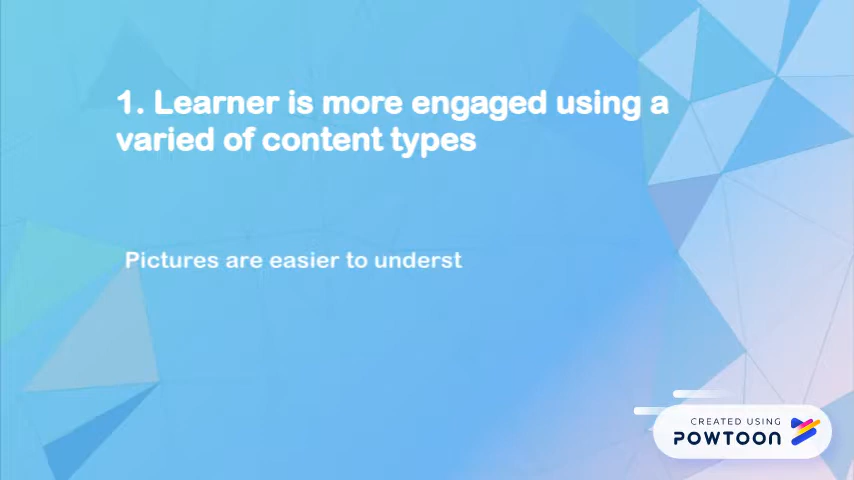 1. Learner is more engaged using a
varied of content types
Pictures are easier to underst
CREATED USING
POWTOON